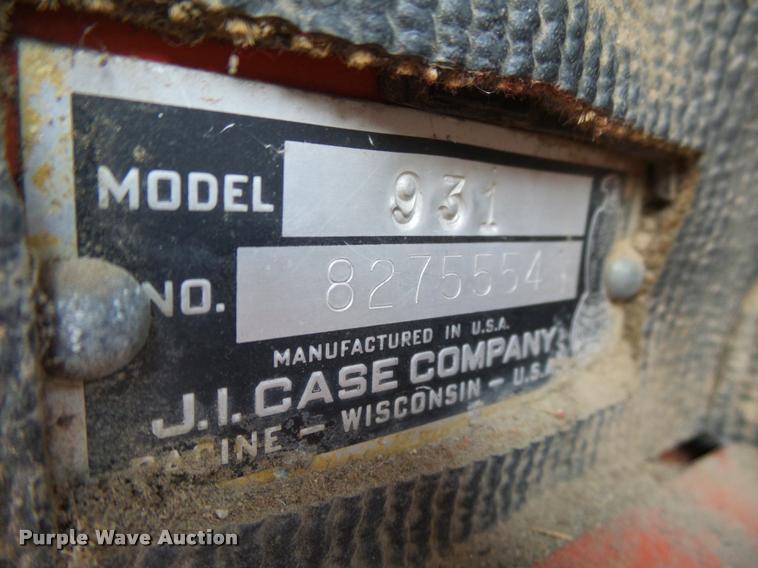 MODEL 931
NO. 8275554
MANUFACTURED IN U.S.A.
J.I. CASE COMPANY
RACINE - WISCONSIN - U.S.A
Purple Wave Auction